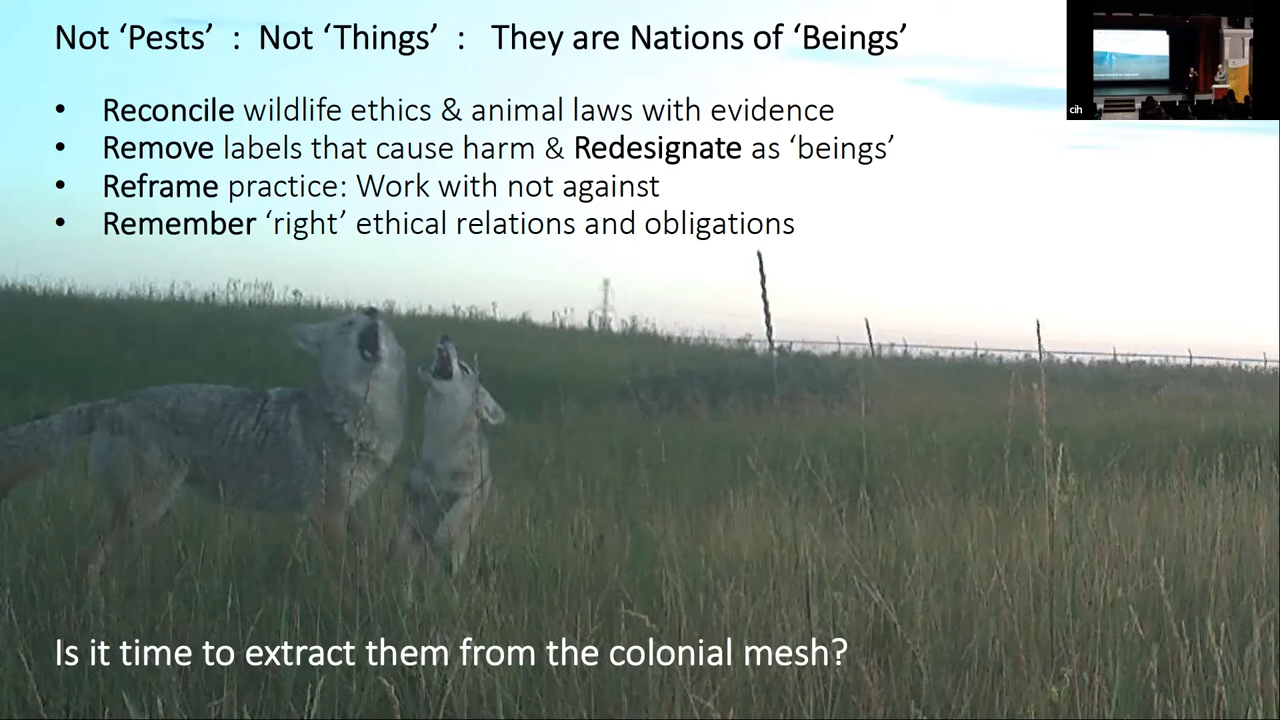 Not ‘Pests’ : Not ‘Things’ : They are Nations of ‘Beings’
• Reconcile wildlife ethics & animal laws with evidence
• Remove labels that cause harm & Redesignate as ‘beings’
• Reframe practice: Work with not against
• Remember ‘right’ ethical relations and obligations
cih
Is it time to extract them from the colonial mesh?